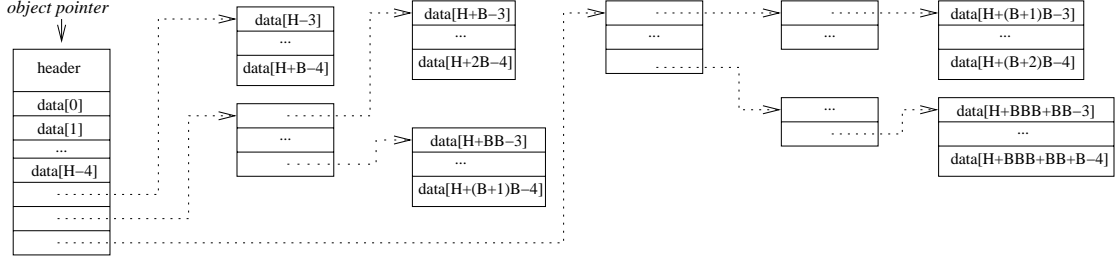 object pointer
header
data[0]
data[1]
...
data[H−4]
data[H−3]
...
data[H+B−4]
...
data[H+B−3]
...
data[H+2B−4]
data[H+BB−3]
...
data[H+(B+1)B−4]
...
...
data[H+(B+1)B−3]
...
data[H+(B+2)B−4]
...
data[H+BBB+BB−3]
...
data[H+BBB+BB+B−4]